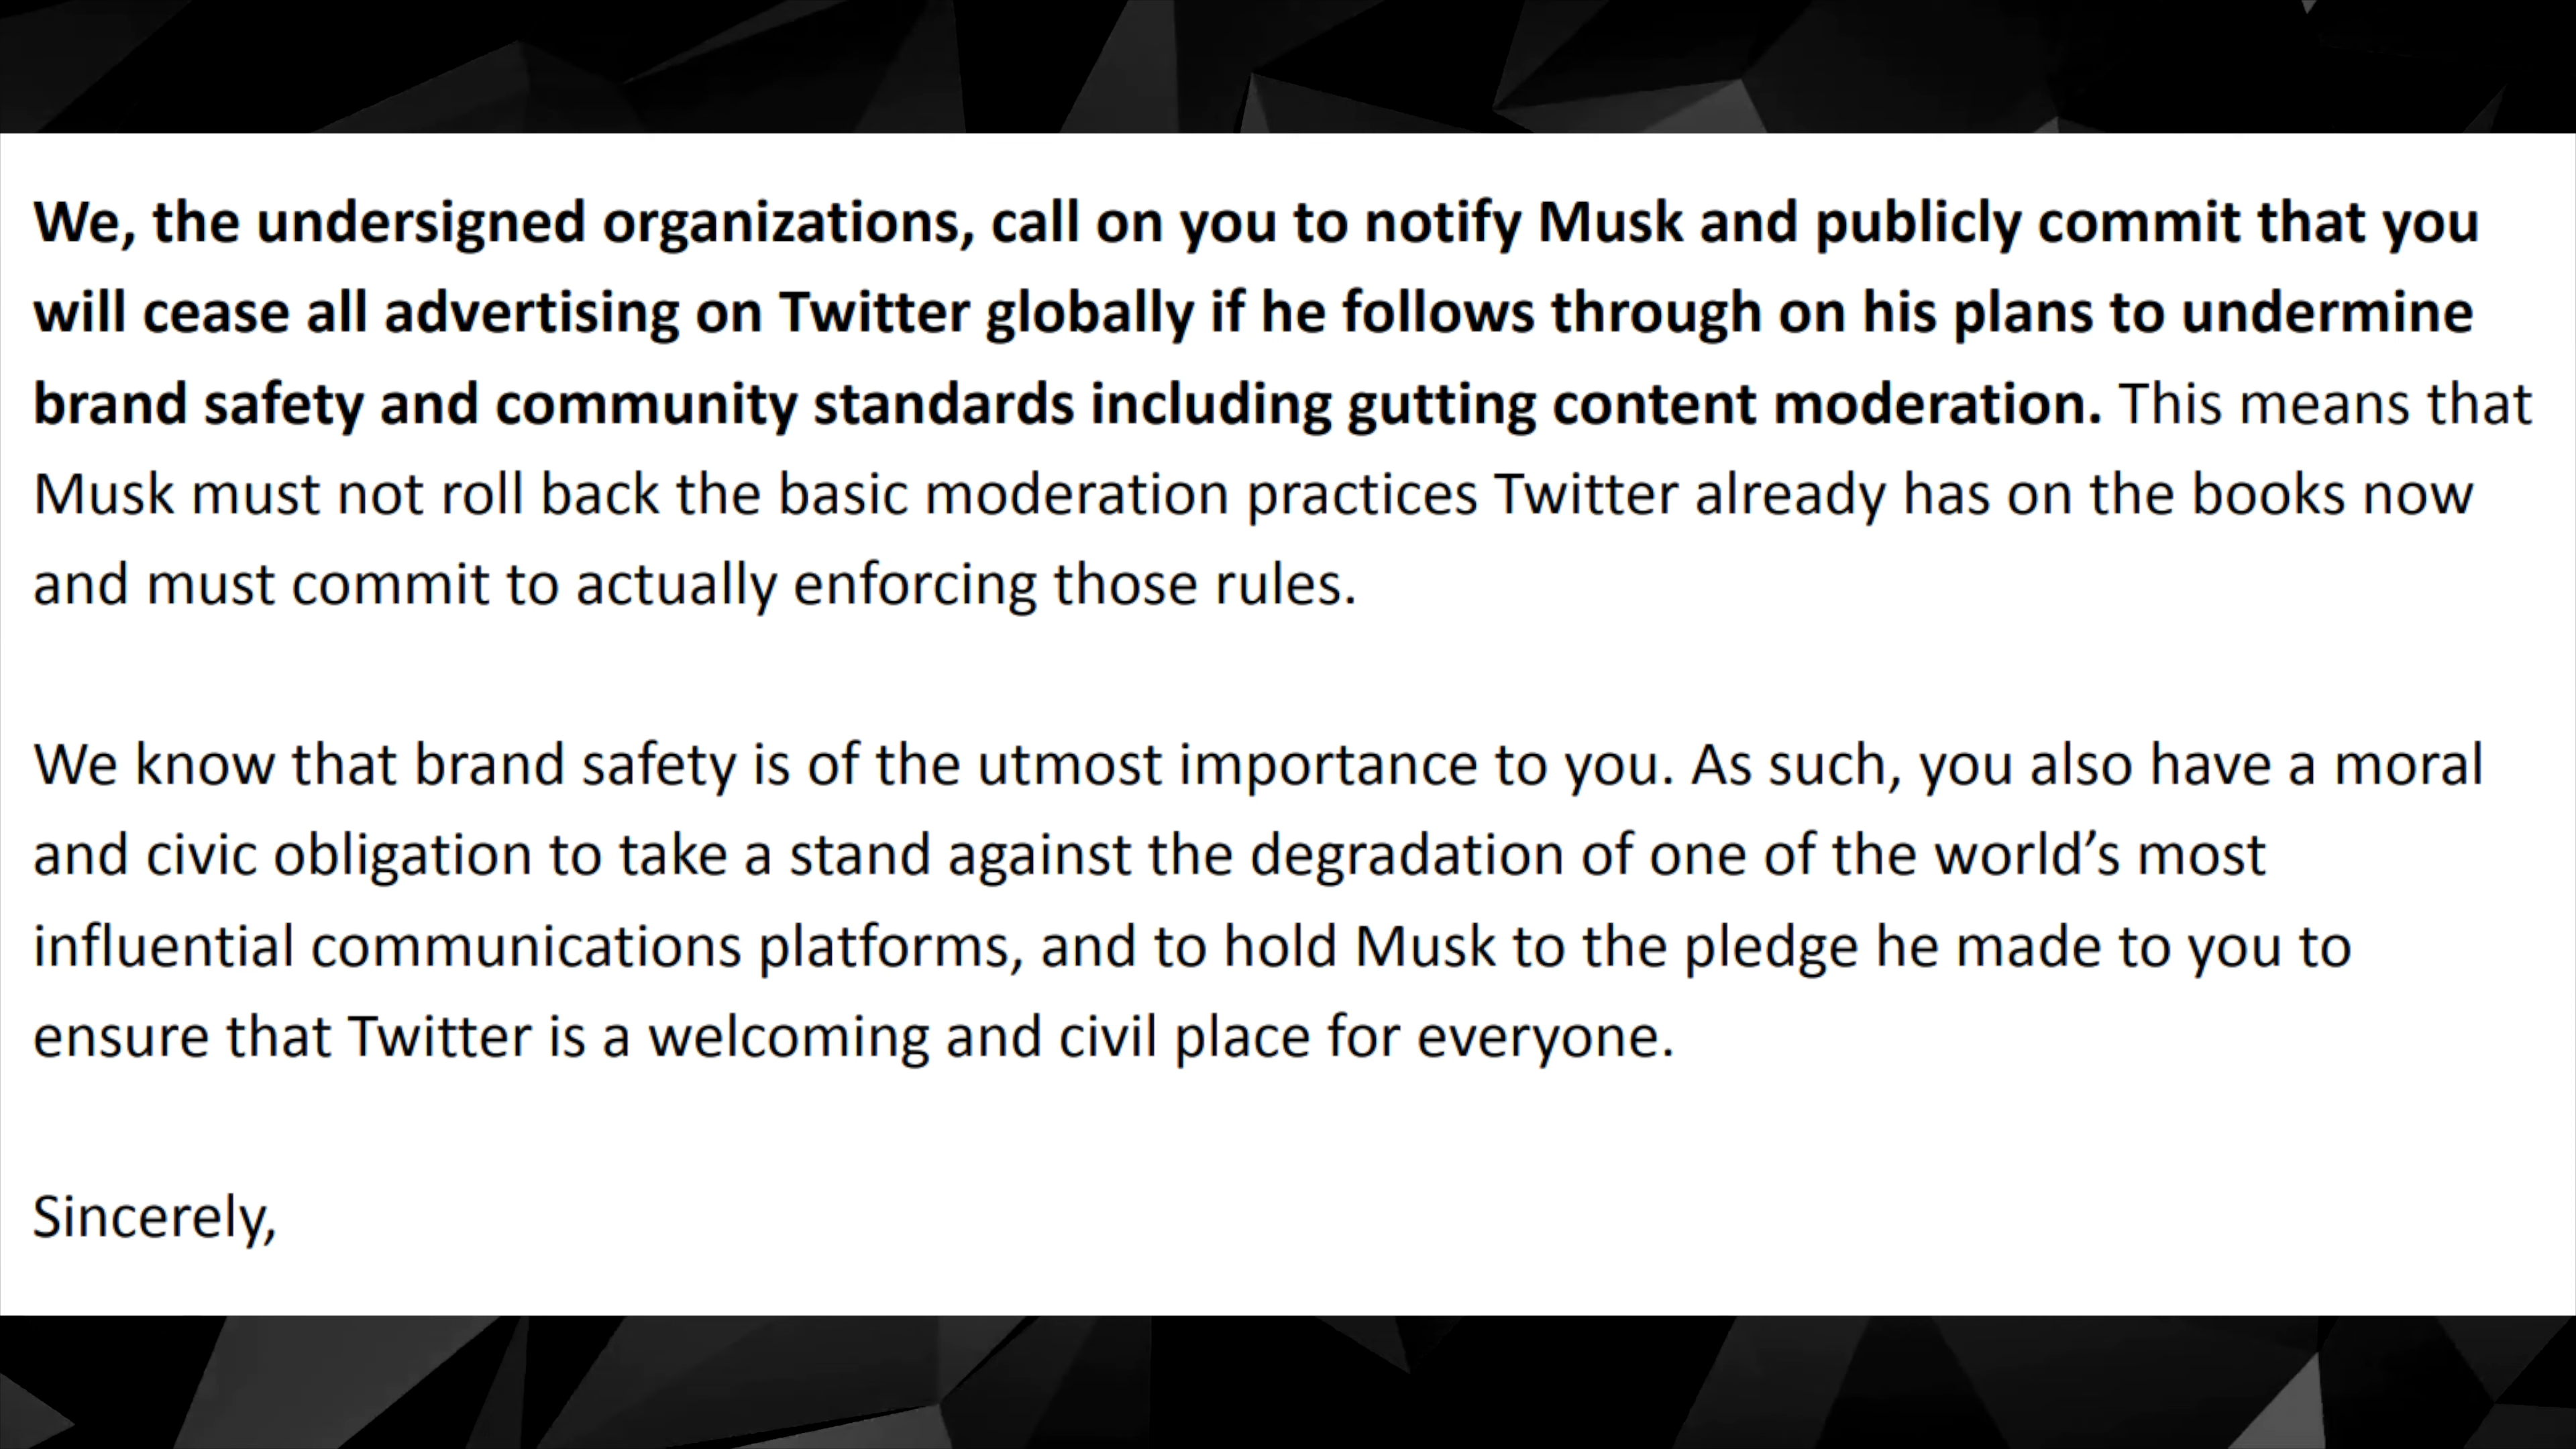 We, the undersigned organizations, call on you to notify Musk and publicly commit that you
will cease all advertising on Twitter globally if he follows through on his plans to undermine
brand safety and community standards including gutting content moderation. This means that
Musk must not roll back the basic moderation practices Twitter already has on the books now
and must commit to actually enforcing those rules.
We know that brand safety is of the utmost importance to you. As such, you also have a moral
and civic obligation to take a stand against the degradation of one of the world’s most
influential communications platforms, and to hold Musk to the pledge he made to you to
ensure that Twitter is a welcoming and civil place for everyone.
Sincerely,